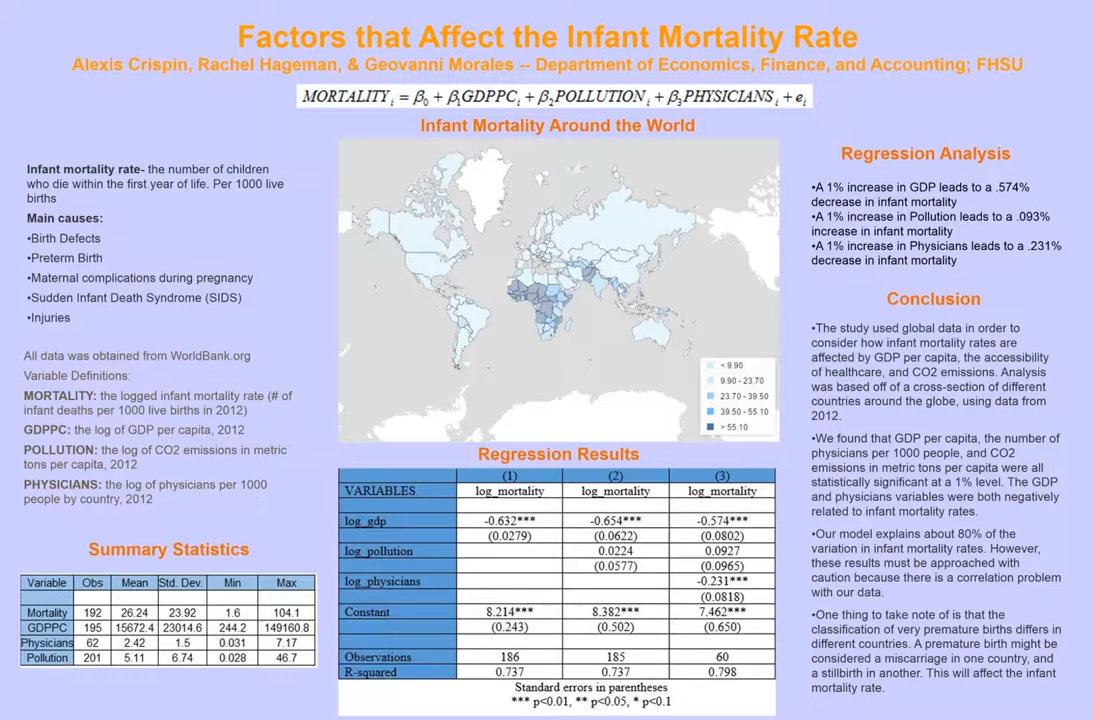 Factors that Affect the Infant Mortality Rate
Alexis Crispin, Rachel Hageman, & Geovanni Morales -- Department of Economics, Finance, and Accounting; FHSU
MORTALITYᵢ = β₀ + β₁GDPPCᵢ + β₂POLLUTIONᵢ + β₃PHYSICIANSᵢ + eᵢ
Infant mortality rate- the number of children
who die within the first year of life. Per 1000 live
births
Main causes:
•Birth Defects
•Preterm Birth
•Maternal complications during pregnancy
•Sudden Infant Death Syndrome (SIDS)
•Injuries
All data was obtained from WorldBank.org
Variable Definitions:
MORTALITY: the logged infant mortality rate (# of
infant deaths per 1000 live births in 2012)
GDPPC: the log of GDP per capita, 2012
POLLUTION: the log of CO2 emissions in metric
tons per capita, 2012
PHYSICIANS: the log of physicians per 1000
people by country, 2012
Summary Statistics
Variable Obs Mean Std. Dev. Min Max
Mortality 192 26.24 23.92 1.6 104.1
GDPPC 195 15672.4 23014.6 244.2 149160.8
Physicians 62 2.42 1.5 0.031 7.17
Pollution 201 5.11 6.74 0.028 46.7
Infant Mortality Around the World
< 9.90
9.90 - 23.70
23.70 - 39.50
39.50 - 55.10
> 55.10
Regression Results
(1) (2) (3)
VARIABLES log_mortality log_mortality log_mortality
log_gdp -0.632*** -0.654*** -0.574***
(0.0279) (0.0622) (0.0802)
log_pollution 0.0224 0.0927
(0.0577) (0.0965)
log_physicians -0.231***
(0.0818)
Constant 8.214*** 8.382*** 7.462***
(0.243) (0.502) (0.650)
Observations 186 185 60
R-squared 0.737 0.737 0.798
Standard errors in parentheses
*** p<0.01, ** p<0.05, * p<0.1
Regression Analysis
•A 1% increase in GDP leads to a .574%
decrease in infant mortality
•A 1% increase in Pollution leads to a .093%
increase in infant mortality
•A 1% increase in Physicians leads to a .231%
decrease in infant mortality
Conclusion
•The study used global data in order to
consider how infant mortality rates are
affected by GDP per capita, the accessibility
of healthcare, and CO2 emissions. Analysis
was based off of a cross-section of different
countries around the globe, using data from
2012.
•We found that GDP per capita, the number of
physicians per 1000 people, and CO2
emissions in metric tons per capita were all
statistically significant at a 1% level. The GDP
and physicians variables were both negatively
related to infant mortality rates.
•Our model explains about 80% of the
variation in infant mortality rates. However,
these results must be approached with
caution because there is a correlation problem
with our data.
•One thing to take note of is that the
classification of very premature births differs in
different countries. A premature birth might be
considered a miscarriage in one country, and
a stillbirth in another. This will affect the infant
mortality rate.